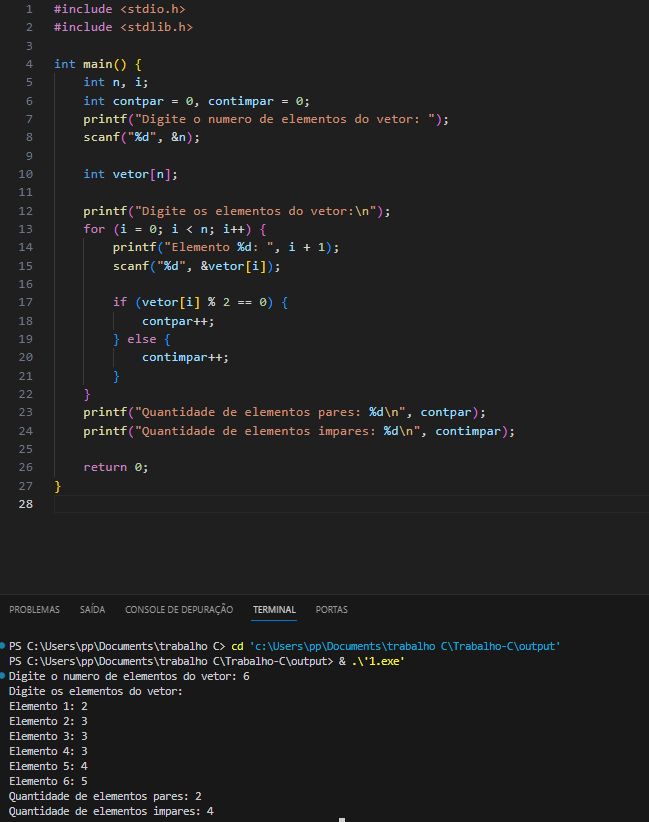 1 #include <stdio.h>
2 #include <stdlib.h>
3
4 int main() {
5 int n, i;
6 int contpar = 0, contimpar = 0;
7 printf("Digite o numero de elementos do vetor: ");
8 scanf("%d", &n);
9
10 int vetor[n];
11
12 printf("Digite os elementos do vetor:\n");
13 for (i = 0; i < n; i++) {
14 printf("Elemento %d: ", i + 1);
15 scanf("%d", &vetor[i]);
16
17 if (vetor[i] % 2 == 0) {
18 contpar++;
19 } else {
20 contimpar++;
21 }
22 }
23 printf("Quantidade de elementos pares: %d\n", contpar);
24 printf("Quantidade de elementos impares: %d\n", contimpar);
25
26 return 0;
27 }
28
PROBLEMAS SAÍDA CONSOLE DE DEPURAÇÃO TERMINAL PORTAS
PS C:\Users\pp\Documents\trabalho C> cd 'c:\Users\pp\Documents\trabalho C\Trabalho-C\output'
PS C:\Users\pp\Documents\trabalho C\Trabalho-C\output> & .\'1.exe'
Digite o numero de elementos do vetor: 6
Digite os elementos do vetor:
Elemento 1: 2
Elemento 2: 3
Elemento 3: 3
Elemento 4: 3
Elemento 5: 4
Elemento 6: 5
Quantidade de elementos pares: 2
Quantidade de elementos impares: 4